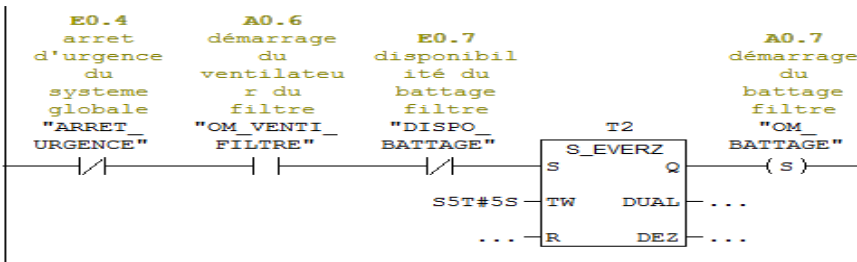 E0.4
arret
d'urgence
du
systeme
globale
"ARRET_
URGENCE"
A0.6
démarrage
du
ventilateu
r du
filtre
"OM_VENTI_
FILTRE"
E0.7
disponibil
ité du
battage
filtre
"DISPO_
BATTAGE"
T2
S_EVERZ
S
Q
S5T#5S
TW
DUAL
...
...
R
DEZ
...
A0.7
démarrage
du
battage
filtre
"OM_
BATTAGE"
S